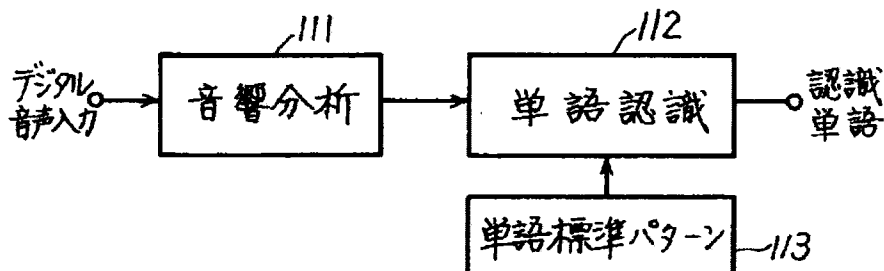 111
112
デジタル
音声入力
音響分析
単語認識
認識
単語
単語標準パターン
113